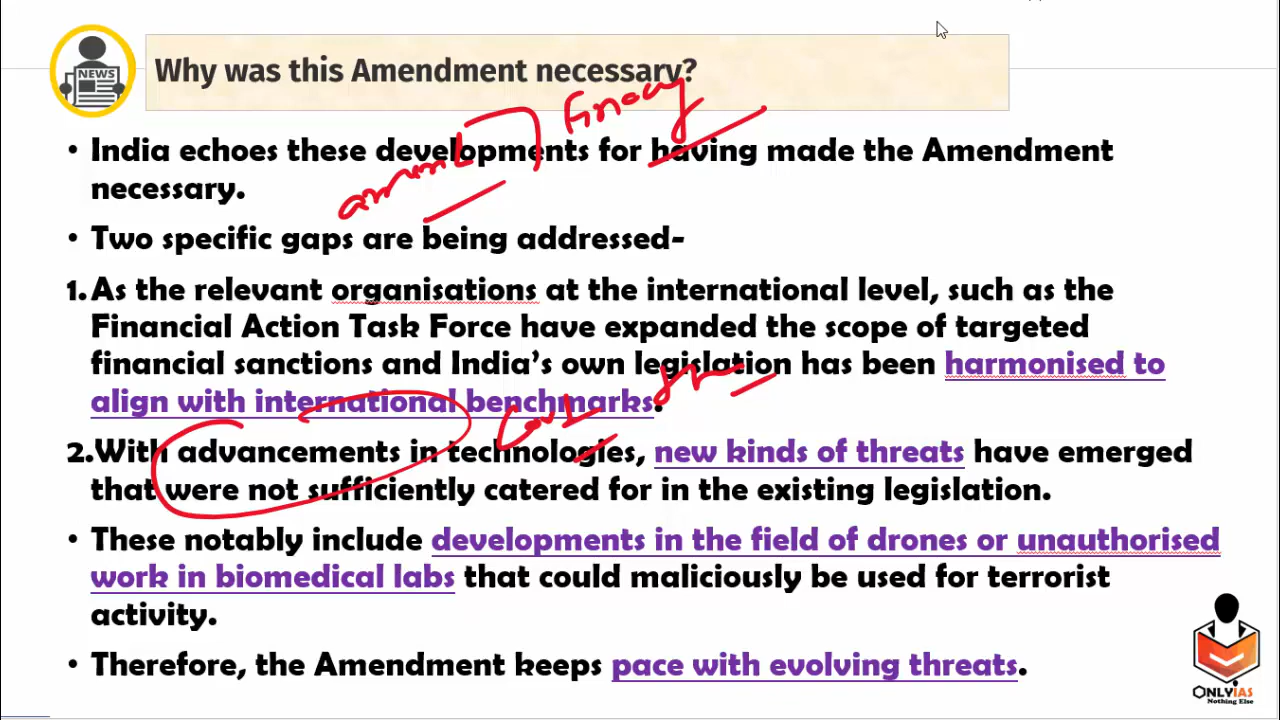 NEWS
Why was this Amendment necessary?
• India echoes these developments for having made the Amendment
necessary.
• Two specific gaps are being addressed-
1. As the relevant organisations at the international level, such as the
Financial Action Task Force have expanded the scope of targeted
financial sanctions and India's own legislation has been harmonised to
align with international benchmarks.
2. With advancements in technologies, new kinds of threats have emerged
that were not sufficiently catered for in the existing legislation.
• These notably include developments in the field of drones or unauthorised
work in biomedical labs that could maliciously be used for terrorist
activity.
• Therefore, the Amendment keeps pace with evolving threats.
ONLYIAS
Nothing Else